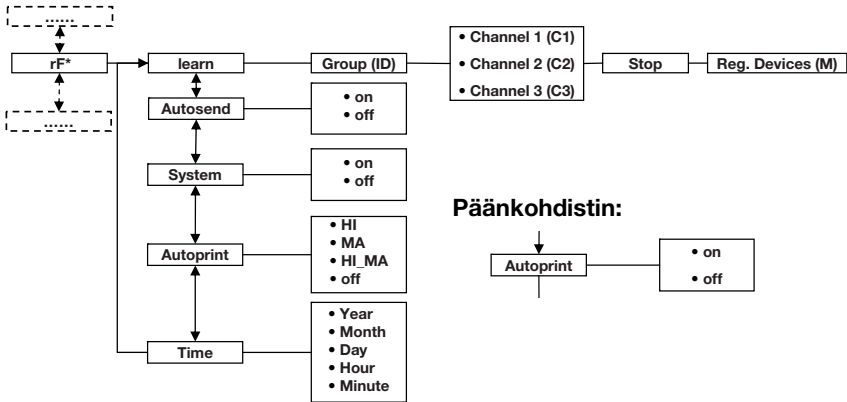 ......
rF*
......
learn
Group (ID)
• Channel 1 (C1)
• Channel 2 (C2)
• Channel 3 (C3)
Stop
Reg. Devices (M)
Autosend
• on
• off
System
• on
• off
Autoprint
• HI
• MA
• HI_MA
• off
Time
• Year
• Month
• Day
• Hour
• Minute
Päänkohdistin:
Autoprint
• on
• off